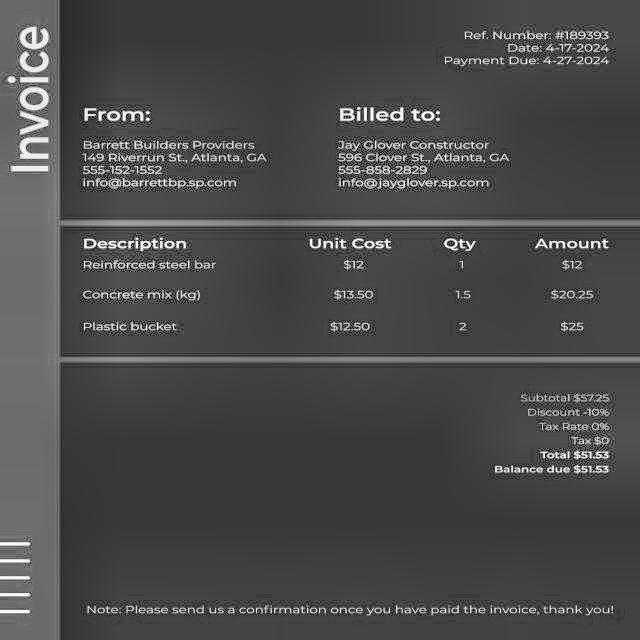 Invoice
Ref. Number: #189393
Date: 4-17-2024
Payment Due: 4-27-2024
From:
Barrett Builders Providers
149 Riverrun St., Atlanta, GA
555-152-1552
info@barrettbp.sp.com
Billed to:
Jay Glover Constructor
596 Clover St., Atlanta, GA
555-858-2829
info@jayglover.sp.com
Description Unit Cost Qty Amount
Reinforced steel bar $12 1 $12
Concrete mix (kg) $13.50 1.5 $20.25
Plastic bucket $12.50 2 $25
Subtotal $57.25
Discount -10%
Tax Rate 0%
Tax $0
Total $51.53
Balance due $51.53
Note: Please send us a confirmation once you have paid the invoice, thank you!